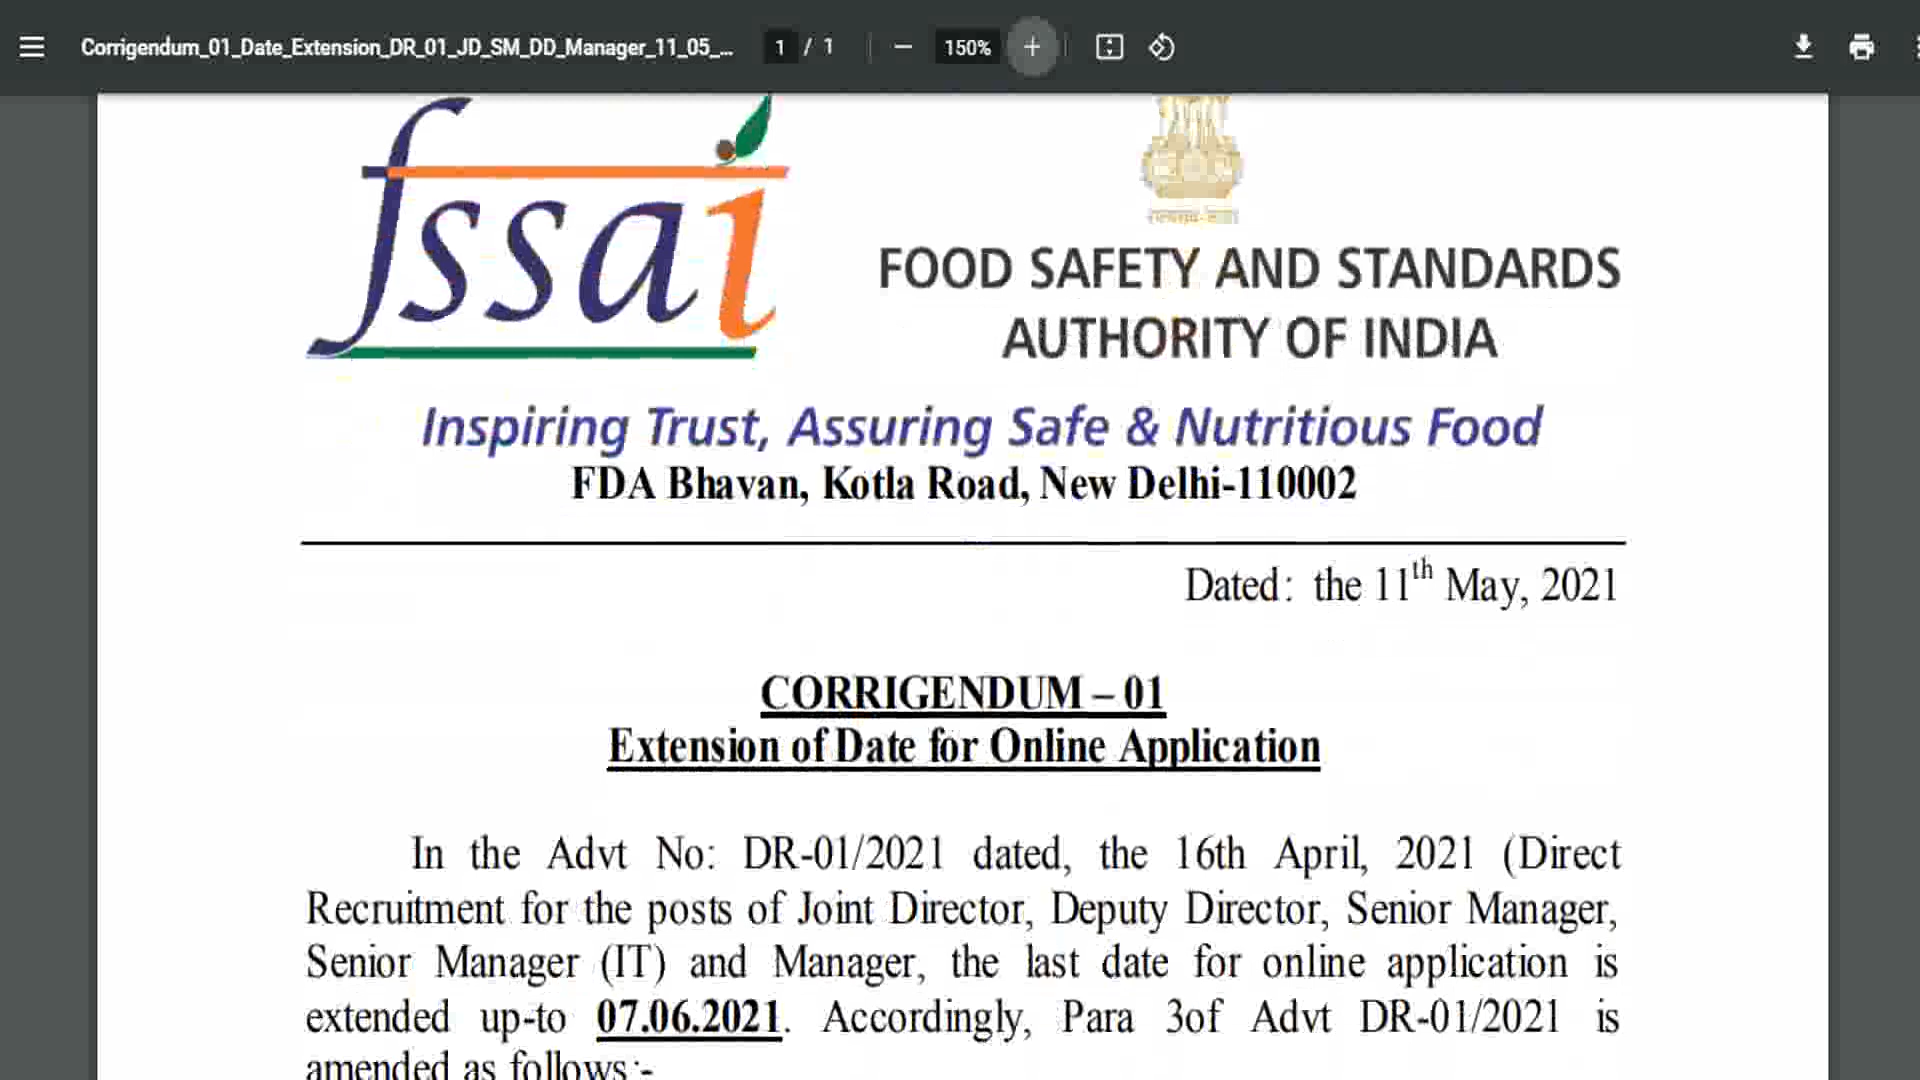 Corrigendum_01_Date_Extension_DR_01_JD_SM_DD_Manager_11_05_...
1 / 1
150%
fssai
FOOD SAFETY AND STANDARDS
AUTHORITY OF INDIA
Inspiring Trust, Assuring Safe & Nutritious Food
FDA Bhavan, Kotla Road, New Delhi-110002
Dated: the 11th May, 2021
CORRIGENDUM – 01
Extension of Date for Online Application
In the Advt No: DR-01/2021 dated, the 16th April, 2021 (Direct
Recruitment for the posts of Joint Director, Deputy Director, Senior Manager,
Senior Manager (IT) and Manager, the last date for online application is
extended up-to 07.06.2021. Accordingly, Para 3of Advt DR-01/2021 is
amended as follows:-